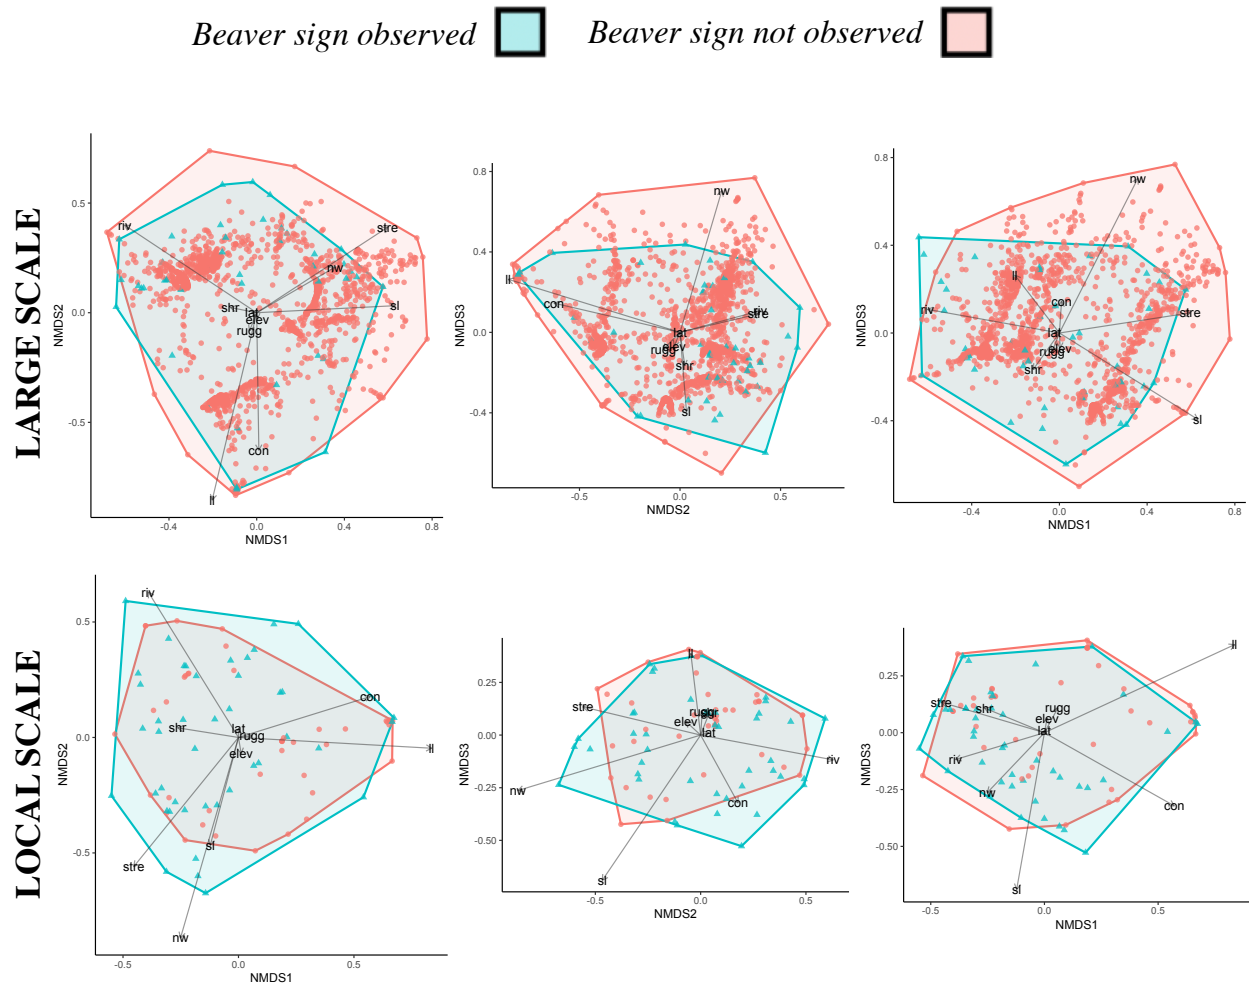 Beaver sign observed
Beaver sign not observed
LARGE SCALE
NMDS2
0.5
0.0
-0.5
riv
stre
nw
sl
shr
lat
elev
rugg
con
ll
-0.4
0.0
0.4
0.8
NMDS1
NMDS3
0.8
0.4
0.0
-0.4
nw
ll
con
riv
stre
lat
elev
rugg
shr
sl
-0.5
0.0
0.5
NMDS2
NMDS3
0.8
0.4
0.0
-0.4
nw
ll
con
riv
stre
lat
elev
rugg
shr
sl
-0.4
0.0
0.4
0.8
NMDS1
LOCAL SCALE
NMDS2
0.5
0.0
-0.5
riv
con
shr
lat
rugg
ll
elev
sl
stre
nw
-0.5
0.0
0.5
NMDS1
NMDS3
0.25
0.00
-0.25
-0.50
ll
stre
rugg
shr
elev
lat
riv
nw
con
sl
-0.5
0.0
0.5
NMDS2
NMDS3
0.25
0.00
-0.25
-0.50
ll
stre
shr
rugg
elev
lat
riv
nw
con
sl
-0.5
0.0
0.5
NMDS1